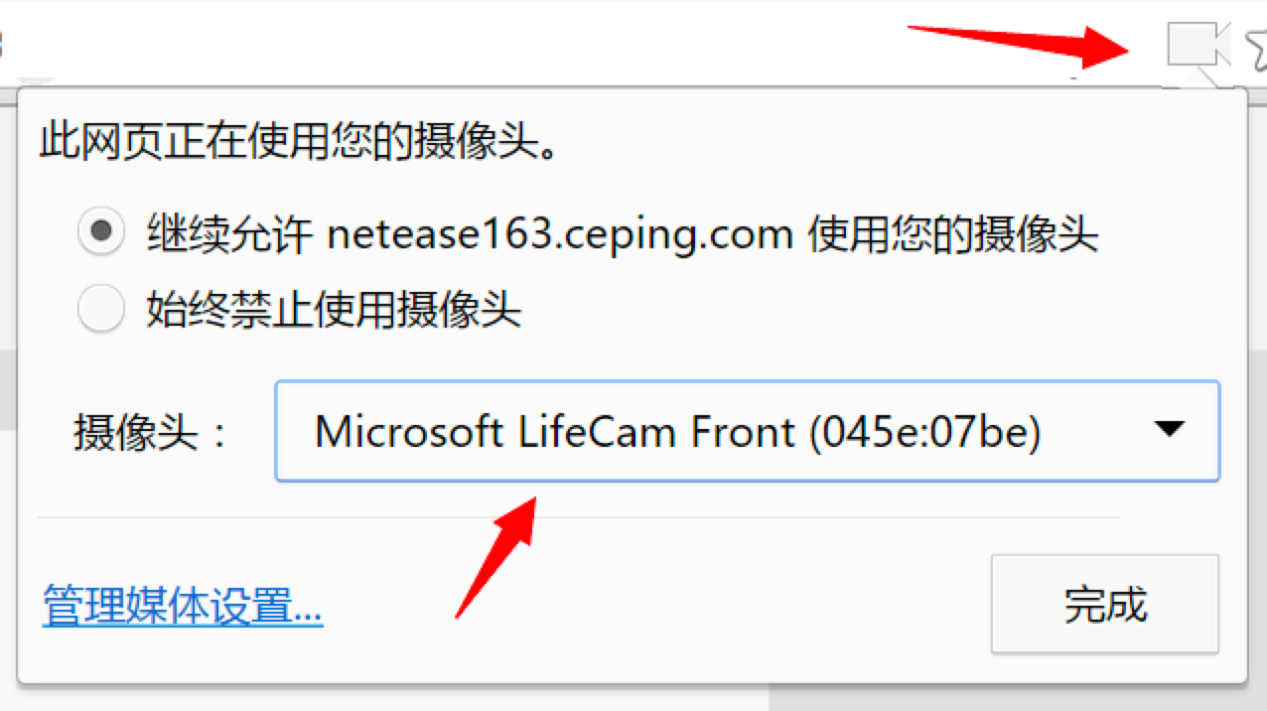 此网页正在使用您的摄像头。
继续允许 netease163.ceping.com 使用您的摄像头
始终禁止使用摄像头
摄像头：
Microsoft LifeCam Front (045e:07be)
管理媒体设置...
完成